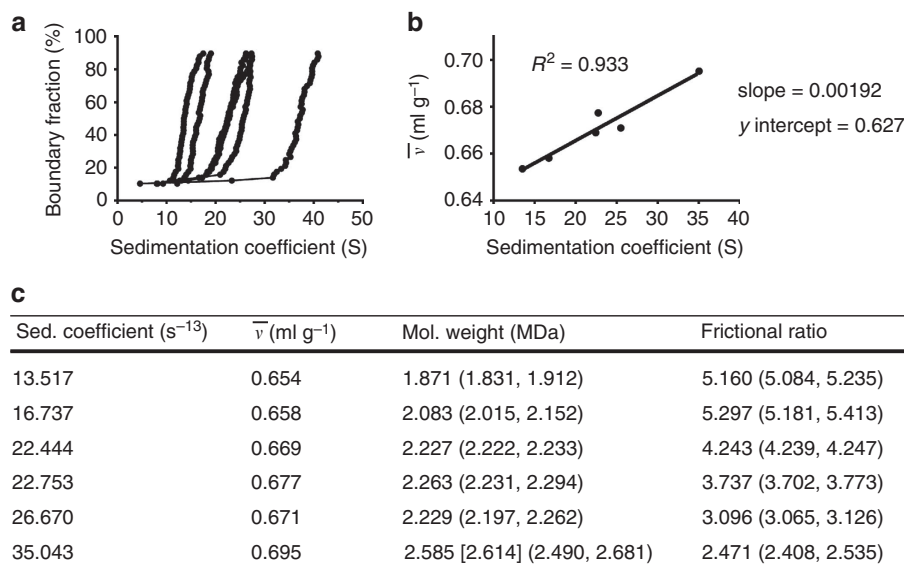 a
Boundary fraction (%)
100
80
60
40
20
0
0 10 20 30 40 50
Sedimentation coefficient (S)
b
v̅ (ml g⁻¹)
0.70
0.68
0.66
0.64
R² = 0.933
slope = 0.00192
y intercept = 0.627
10 15 20 25 30 35 40
Sedimentation coefficient (S)
c
Sed. coefficient (s⁻¹³) v̅ (ml g⁻¹) Mol. weight (MDa) Frictional ratio
13.517 0.654 1.871 (1.831, 1.912) 5.160 (5.084, 5.235)
16.737 0.658 2.083 (2.015, 2.152) 5.297 (5.181, 5.413)
22.444 0.669 2.227 (2.222, 2.233) 4.243 (4.239, 4.247)
22.753 0.677 2.263 (2.231, 2.294) 3.737 (3.702, 3.773)
26.670 0.671 2.229 (2.197, 2.262) 3.096 (3.065, 3.126)
35.043 0.695 2.585 [2.614] (2.490, 2.681) 2.471 (2.408, 2.535)